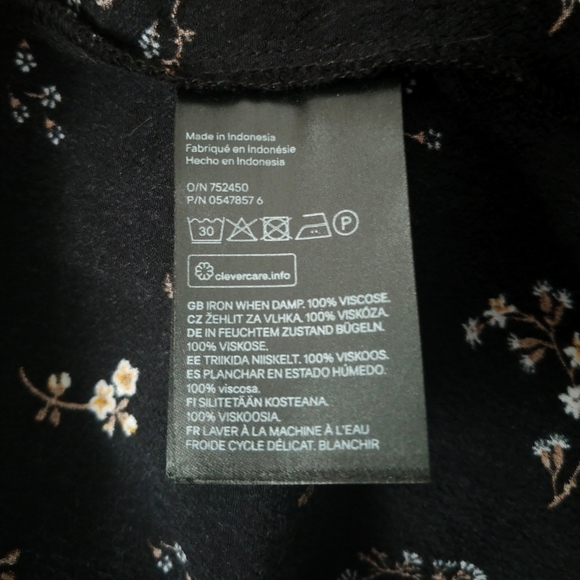 Made in Indonesia
Fabriqué en Indonésie
Hecho en Indonesia
O/N 752450
P/N 0547857 6
30 P
clevercare.info
GB IRON WHEN DAMP. 100% VISCOSE.
CZ ŽEHLIT ZA VLHKA. 100% VISKÓZA.
DE IN FEUCHTEM ZUSTAND BÜGELN.
100% VISKOSE.
EE TRIIKIDA NIISKELT. 100% VISKOOS.
ES PLANCHAR EN ESTADO HÚMEDO.
100% viscosa.
FI SILITETÄÄN KOSTEANA.
100% VISKOOSIA.
FR LAVER À LA MACHINE À L'EAU
FROIDE CYCLE DÉLICAT. BLANCHIR